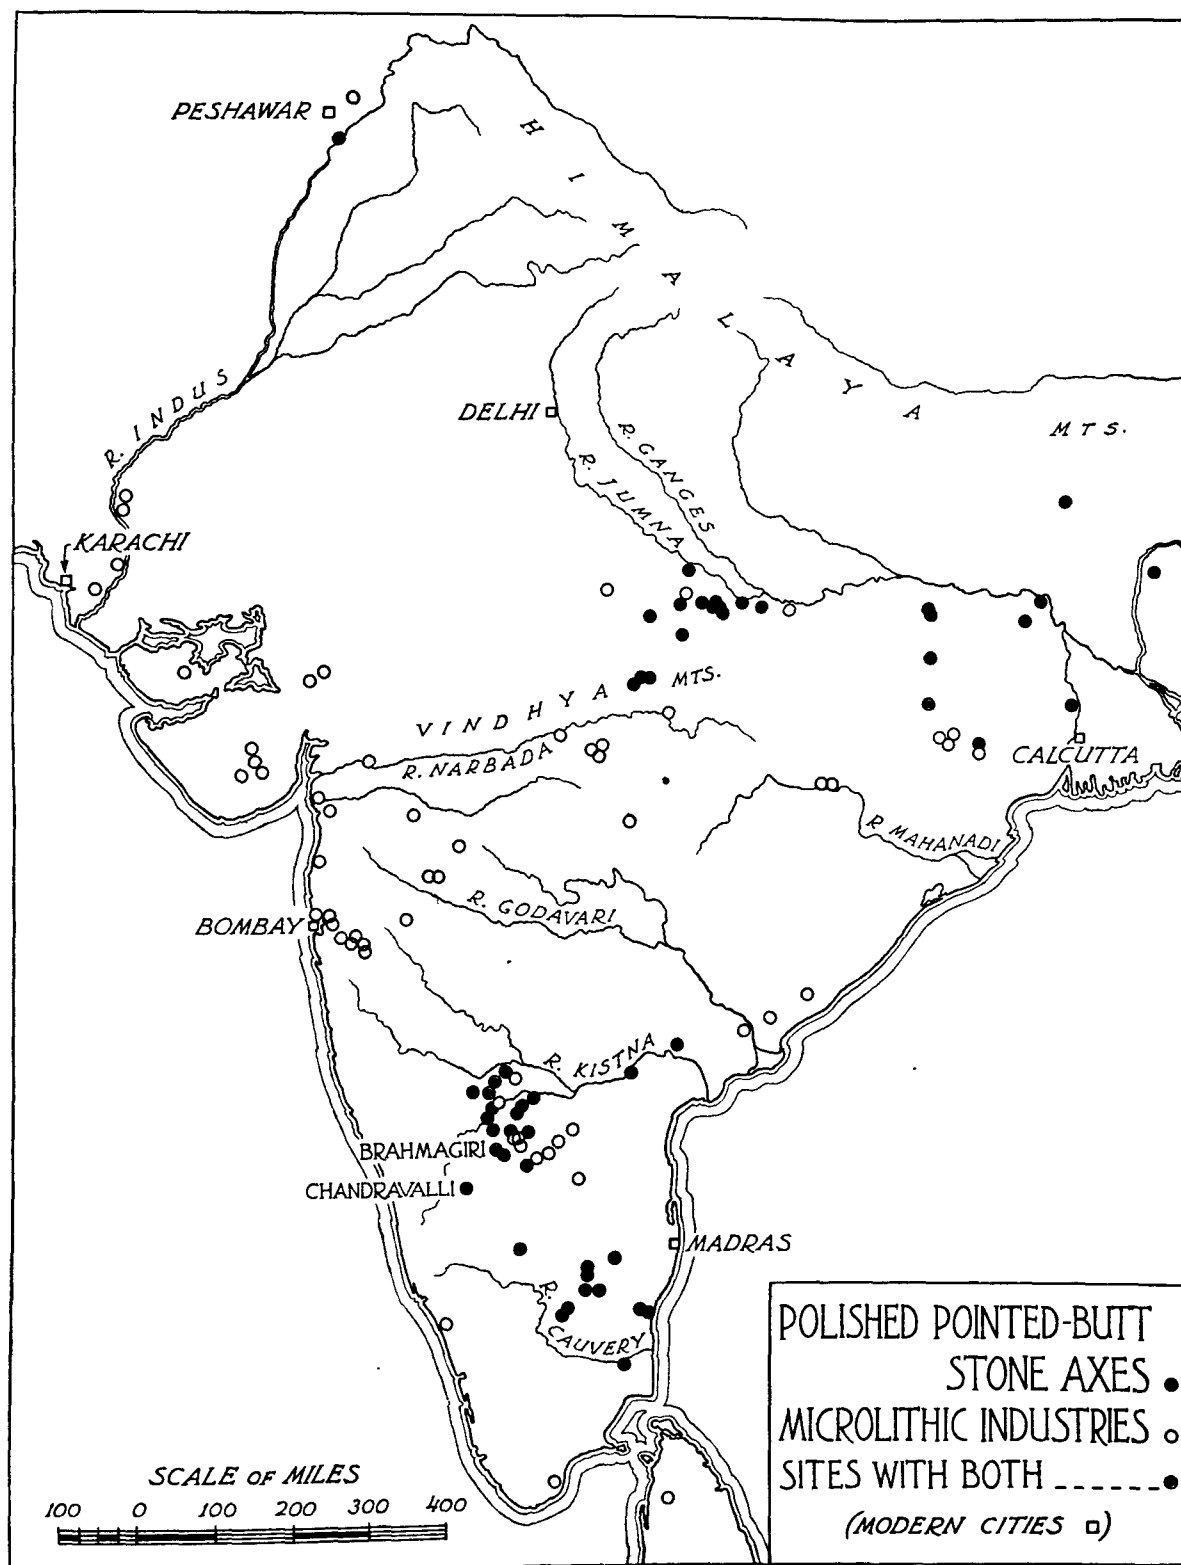 PESHAWAR
HIMALAYA
MTS.
DELHI
R. INDUS
R. GANGES
R. JUMNA
KARACHI
VINDHYA MTS.
R. NARBADA
CALCUTTA
R. MAHANADI
R. GODAVARI
BOMBAY
R. KISTNA
BRAHMAGIRI
CHANDRAVALLI
MADRAS
R. CAUVERY
POLISHED POINTED-BUTT
STONE AXES
MICROLITHIC INDUSTRIES
SITES WITH BOTH ------
(MODERN CITIES )
SCALE OF MILES
100 0 100 200 300 400